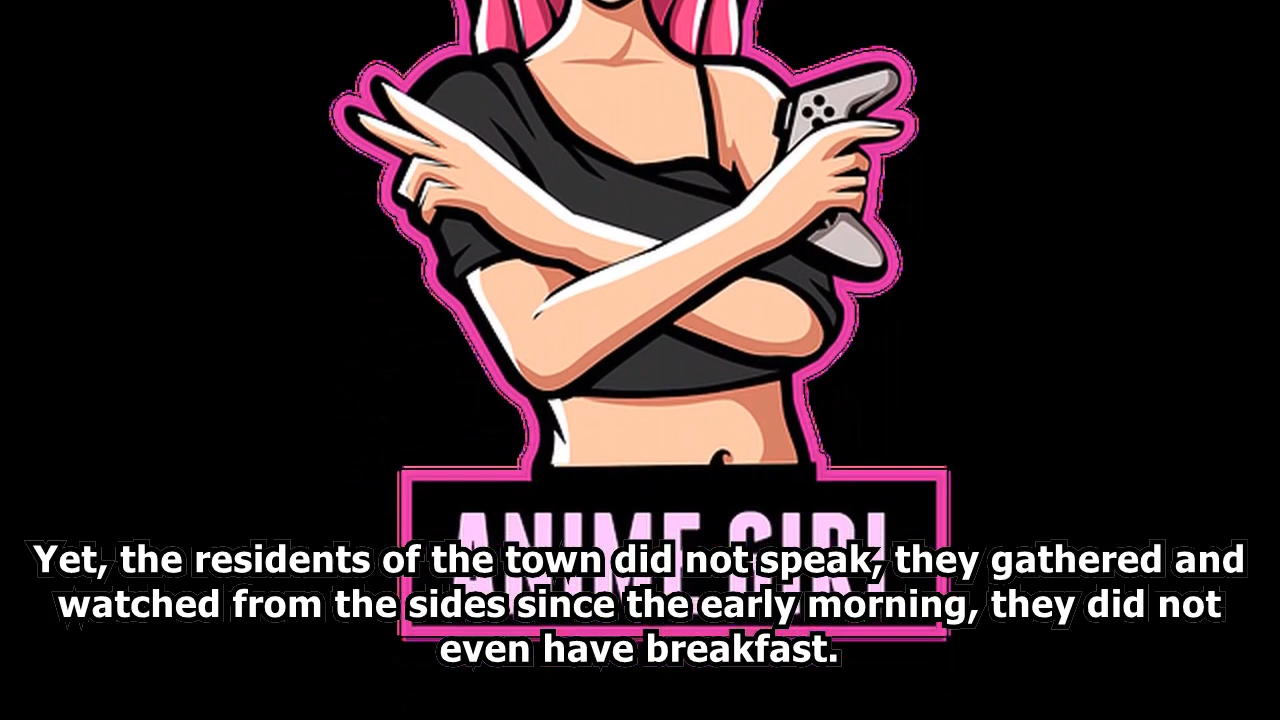 ANIME GIRL
Yet, the residents of the town did not speak, they gathered and
watched from the sides since the early morning, they did not
even have breakfast.